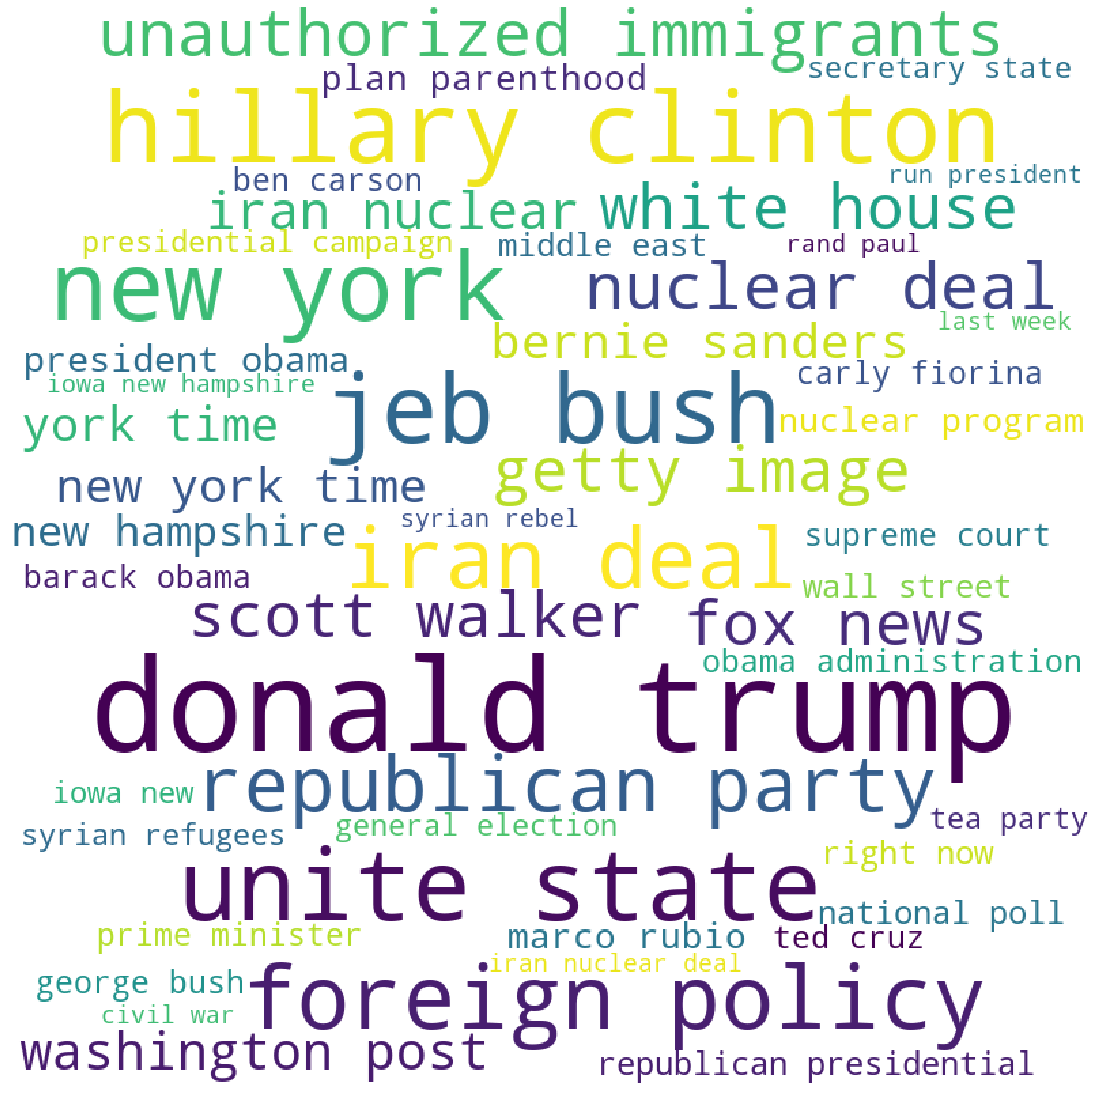 unauthorized immigrants
plan parenthood
secretary state
hillary clinton
ben carson
run president
iran nuclear
white house
presidential campaign
middle east
rand paul
new york
nuclear deal
last week
bernie sanders
president obama
iowa new hampshire
jeb bush
carly fiorina
york time
nuclear program
getty image
new york time
new hampshire
syrian rebel
iran deal
supreme court
barack obama
wall street
scott walker
fox news
obama administration
donald trump
republican party
iowa new
tea party
syrian refugees
general election
right now
unite state
national poll
prime minister
marco rubio
ted cruz
george bush
iran nuclear deal
foreign policy
civil war
washington post
republican presidential